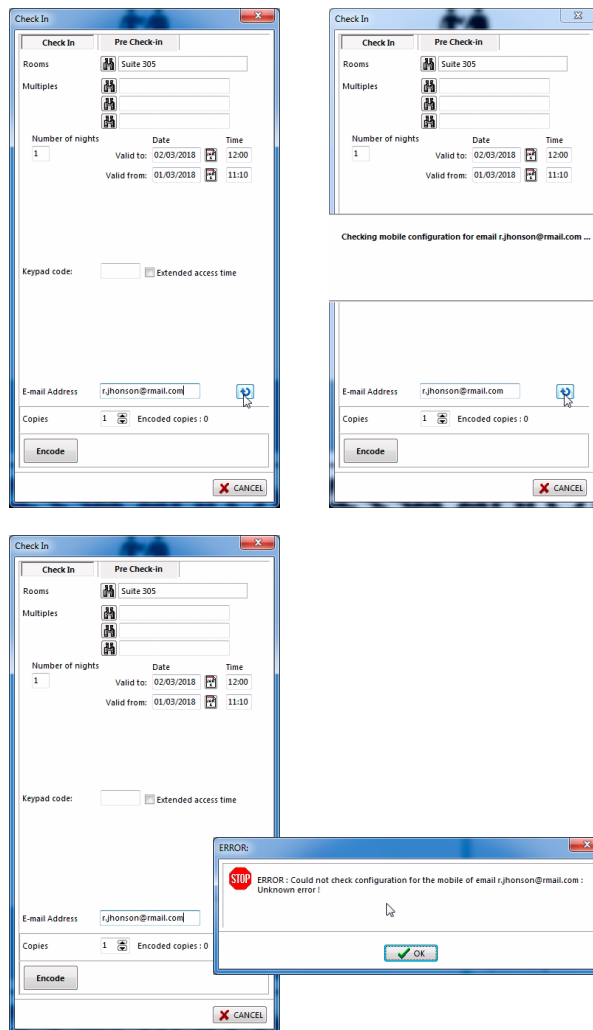 Check In
Check In Pre Check-in
Rooms Suite 305
Multiples
Number of nights Date Time
1 Valid to: 02/03/2018 12:00
Valid from: 01/03/2018 11:10
Keypad code: Extended access time
E-mail Address r.jhonson@rmail.com
Copies 1 Encoded copies : 0
Encode
CANCEL
Check In
Check In Pre Check-in
Rooms Suite 305
Multiples
Number of nights Date Time
1 Valid to: 02/03/2018 12:00
Valid from: 01/03/2018 11:10
Checking mobile configuration for email r.jhonson@rmail.com ...
E-mail Address r.jhonson@rmail.com
Copies 1 Encoded copies : 0
Encode
CANCEL
Check In
Check In Pre Check-in
Rooms Suite 305
Multiples
Number of nights Date Time
1 Valid to: 02/03/2018 12:00
Valid from: 01/03/2018 11:10
Keypad code: Extended access time
ERROR:
STOP ERROR : Could not check configuration for the mobile of email r.jhonson@rmail.com :
Unknown error !
OK
E-mail Address r.jhonson@rmail.com
Copies 1 Encoded copies : 0
Encode
CANCEL